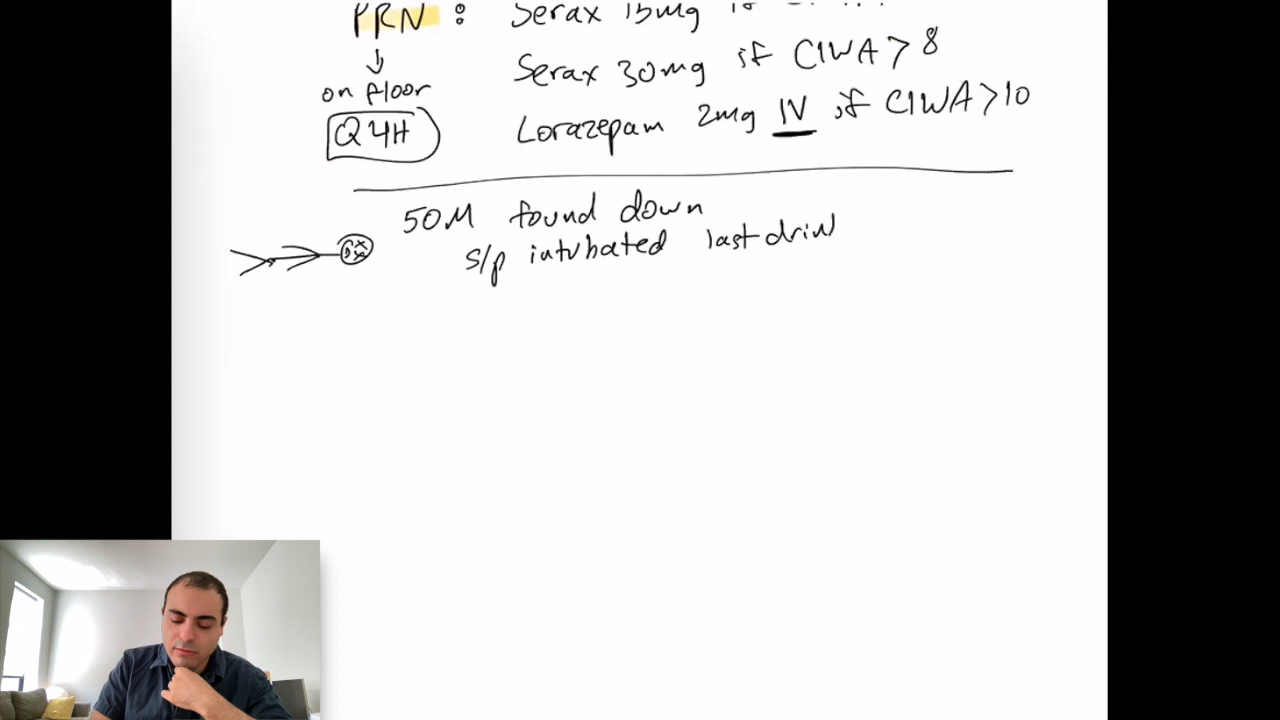 PRN : Serax 15mg
Serax 30mg if CIWA > 8
on floor
Q4H
Lorazepam 2mg IV if CIWA > 10
50M found down
s/p intubated last drin